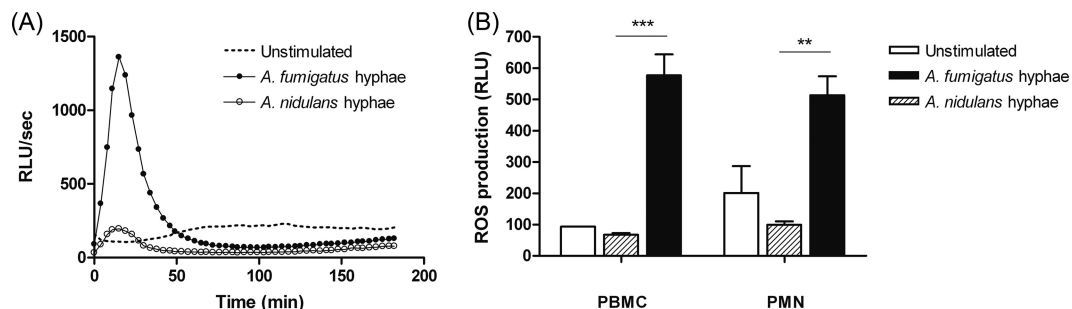 (A)
1500
1000
500
0
RLU/sec
0 50 100 150 200
Time (min)
Unstimulated
A. fumigatus hyphae
A. nidulans hyphae
(B)
700
600
500
400
300
200
100
0
ROS production (RLU)
*** **
PBMC PMN
Unstimulated
A. fumigatus hyphae
A. nidulans hyphae